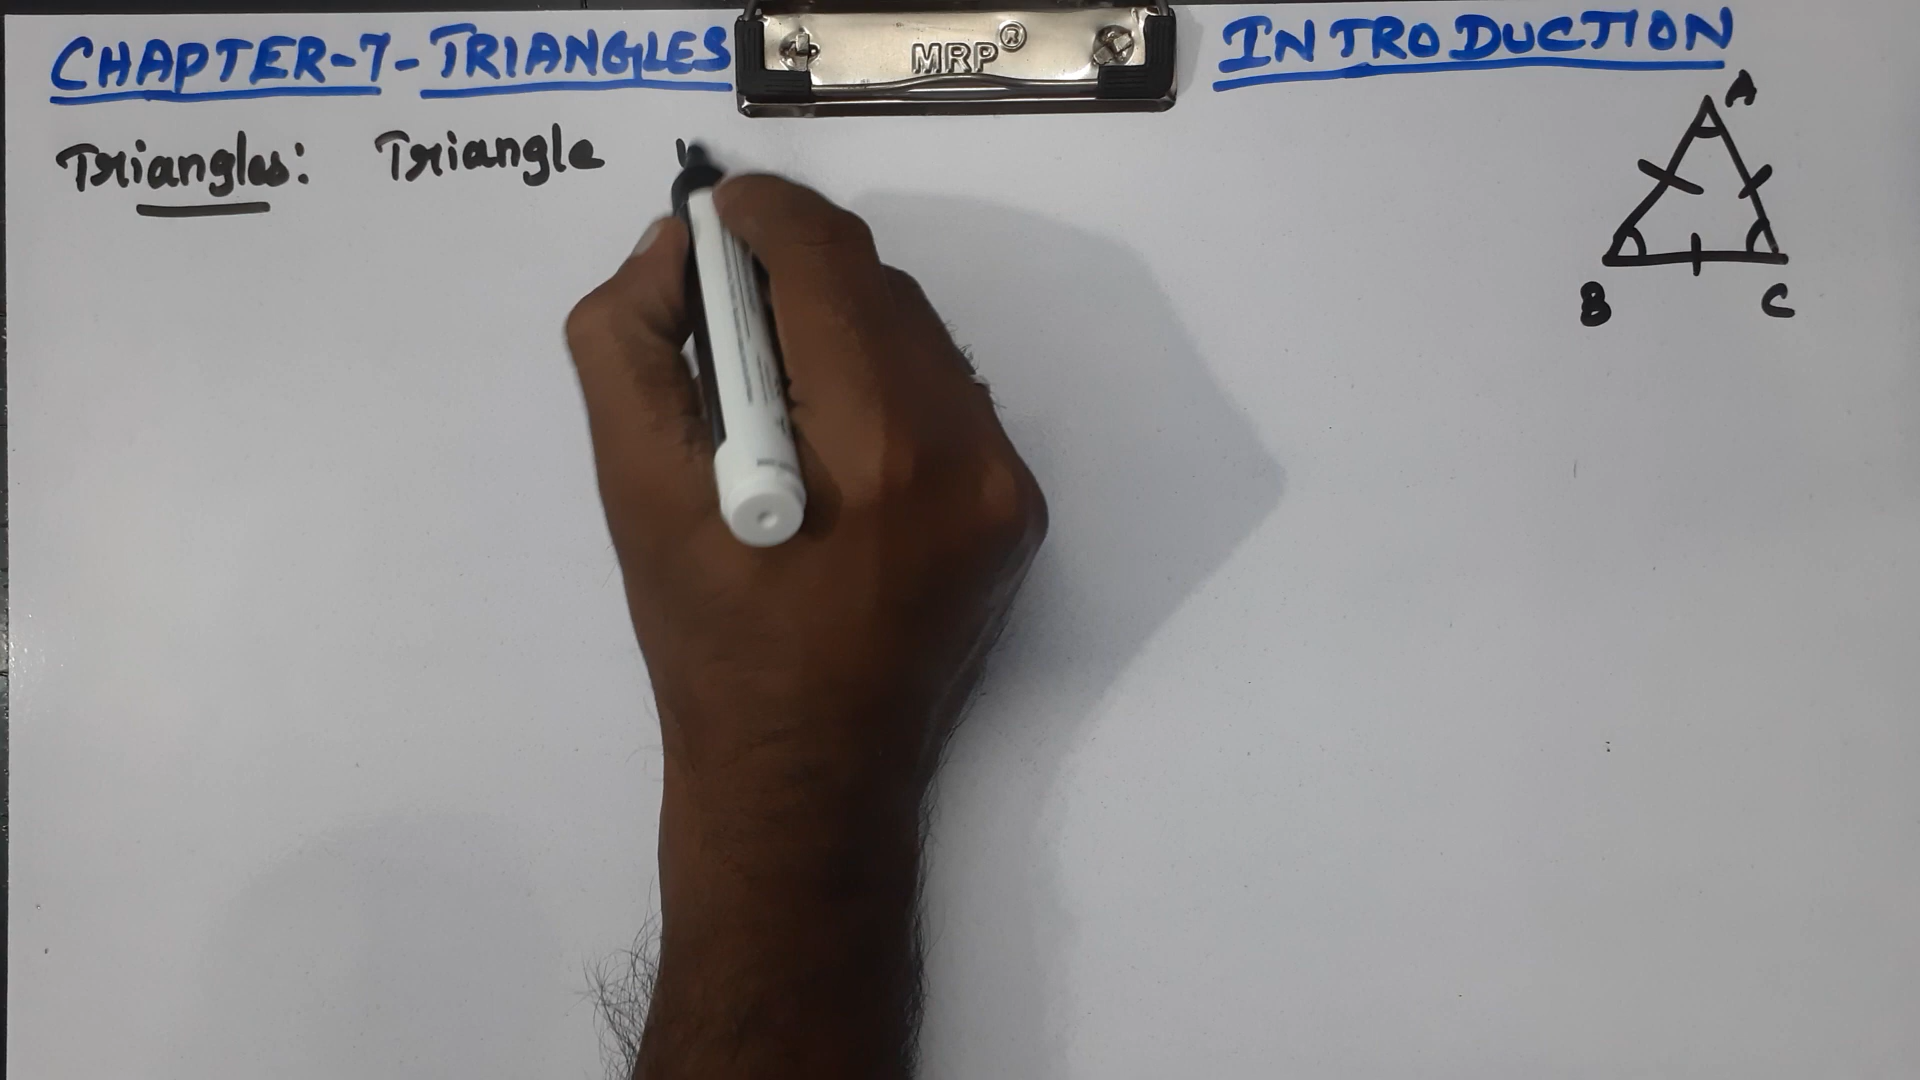 CHAPTER-7-TRIANGLES INTRODUCTION
MRP®
A
Triangles: Triangle
B C